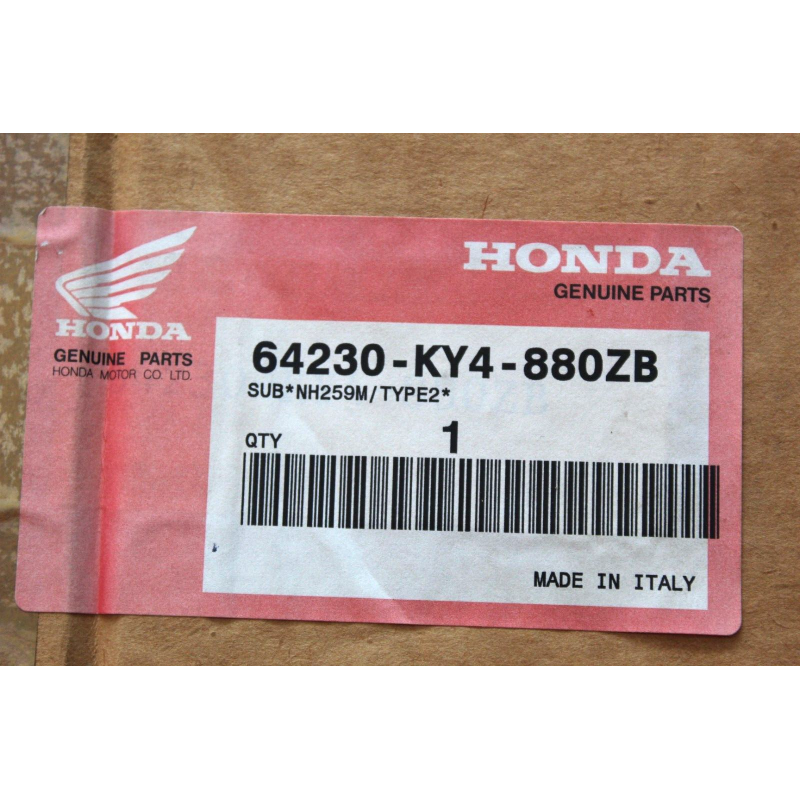 HONDA
GENUINE PARTS
HONDA MOTOR CO. LTD.
HONDA
GENUINE PARTS
64230-KY4-880ZB
SUB*NH259M/TYPE2*
QTY 1
MADE IN ITALY